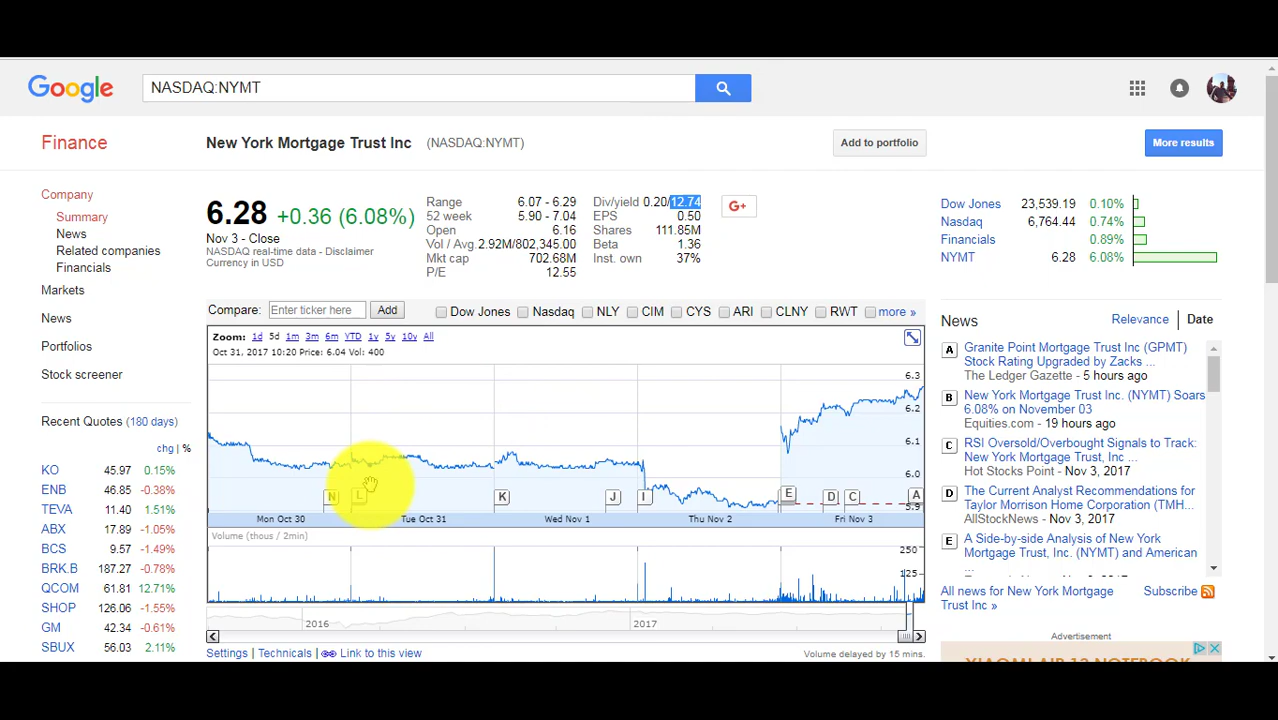 Google
NASDAQ:NYMT
Finance
New York Mortgage Trust Inc (NASDAQ:NYMT)
Add to portfolio
More results
Company
Summary
News
Related companies
Financials
Markets
News
Portfolios
Stock screener
Recent Quotes (180 days)
chg | %
KO 45.97 0.15%
ENB 46.85 -0.38%
TEVA 11.40 1.51%
ABX 17.89 -1.05%
BCS 9.57 -1.49%
BRK.B 187.27 -0.78%
QCOM 61.81 12.71%
SHOP 126.06 -1.55%
GM 42.34 -0.61%
SBUX 56.03 2.11%
6.28 +0.36 (6.08%)
Nov 3 - Close
NASDAQ real-time data - Disclaimer
Currency in USD
Range 6.07 - 6.29
52 week 5.90 - 7.04
Open 6.16
Vol / Avg. 2.92M/802,345.00
Mkt cap 702.68M
P/E 12.55
Div/yield 0.20/12.74
EPS 0.50
Shares 111.85M
Beta 1.36
Inst. own 37%
G+
Compare: Enter ticker here Add Dow Jones Nasdaq NLY CIM CYS ARI CLNY RWT more »
Zoom: 1d 5d 1m 3m 6m YTD 1y 5y 10y All
Oct 31, 2017 10:20 Price: 6.04 Vol: 400
6.3
6.2
6.1
6.0
5.9
N L K J I E D C A
Mon Oct 30 Tue Oct 31 Wed Nov 1 Thu Nov 2 Fri Nov 3
Volume (thous / 2min)
250
125
2016 2017
Settings | Technicals | Link to this view
Volume delayed by 15 mins.
Dow Jones 23,539.19 0.10%
Nasdaq 6,764.44 0.74%
Financials 0.89%
NYMT 6.28 6.08%
News Relevance | Date
A Granite Point Mortgage Trust Inc (GPMT)
Stock Rating Upgraded by Zacks ...
The Ledger Gazette - 5 hours ago
B New York Mortgage Trust Inc. (NYMT) Soars
6.08% on November 03
Equities.com - 19 hours ago
C RSI Oversold/Overbought Signals to Track:
New York Mortgage Trust, Inc ...
Hot Stocks Point - Nov 3, 2017
D The Current Analyst Recommendations for
Taylor Morrison Home Corporation (TMH...
AllStockNews - Nov 3, 2017
E A Side-by-side Analysis of New York
Mortgage Trust, Inc. (NYMT) and American
...
All news for New York Mortgage
Trust Inc »
Subscribe
Advertisement
XIAOMI AIR 13 NOTEBOOK